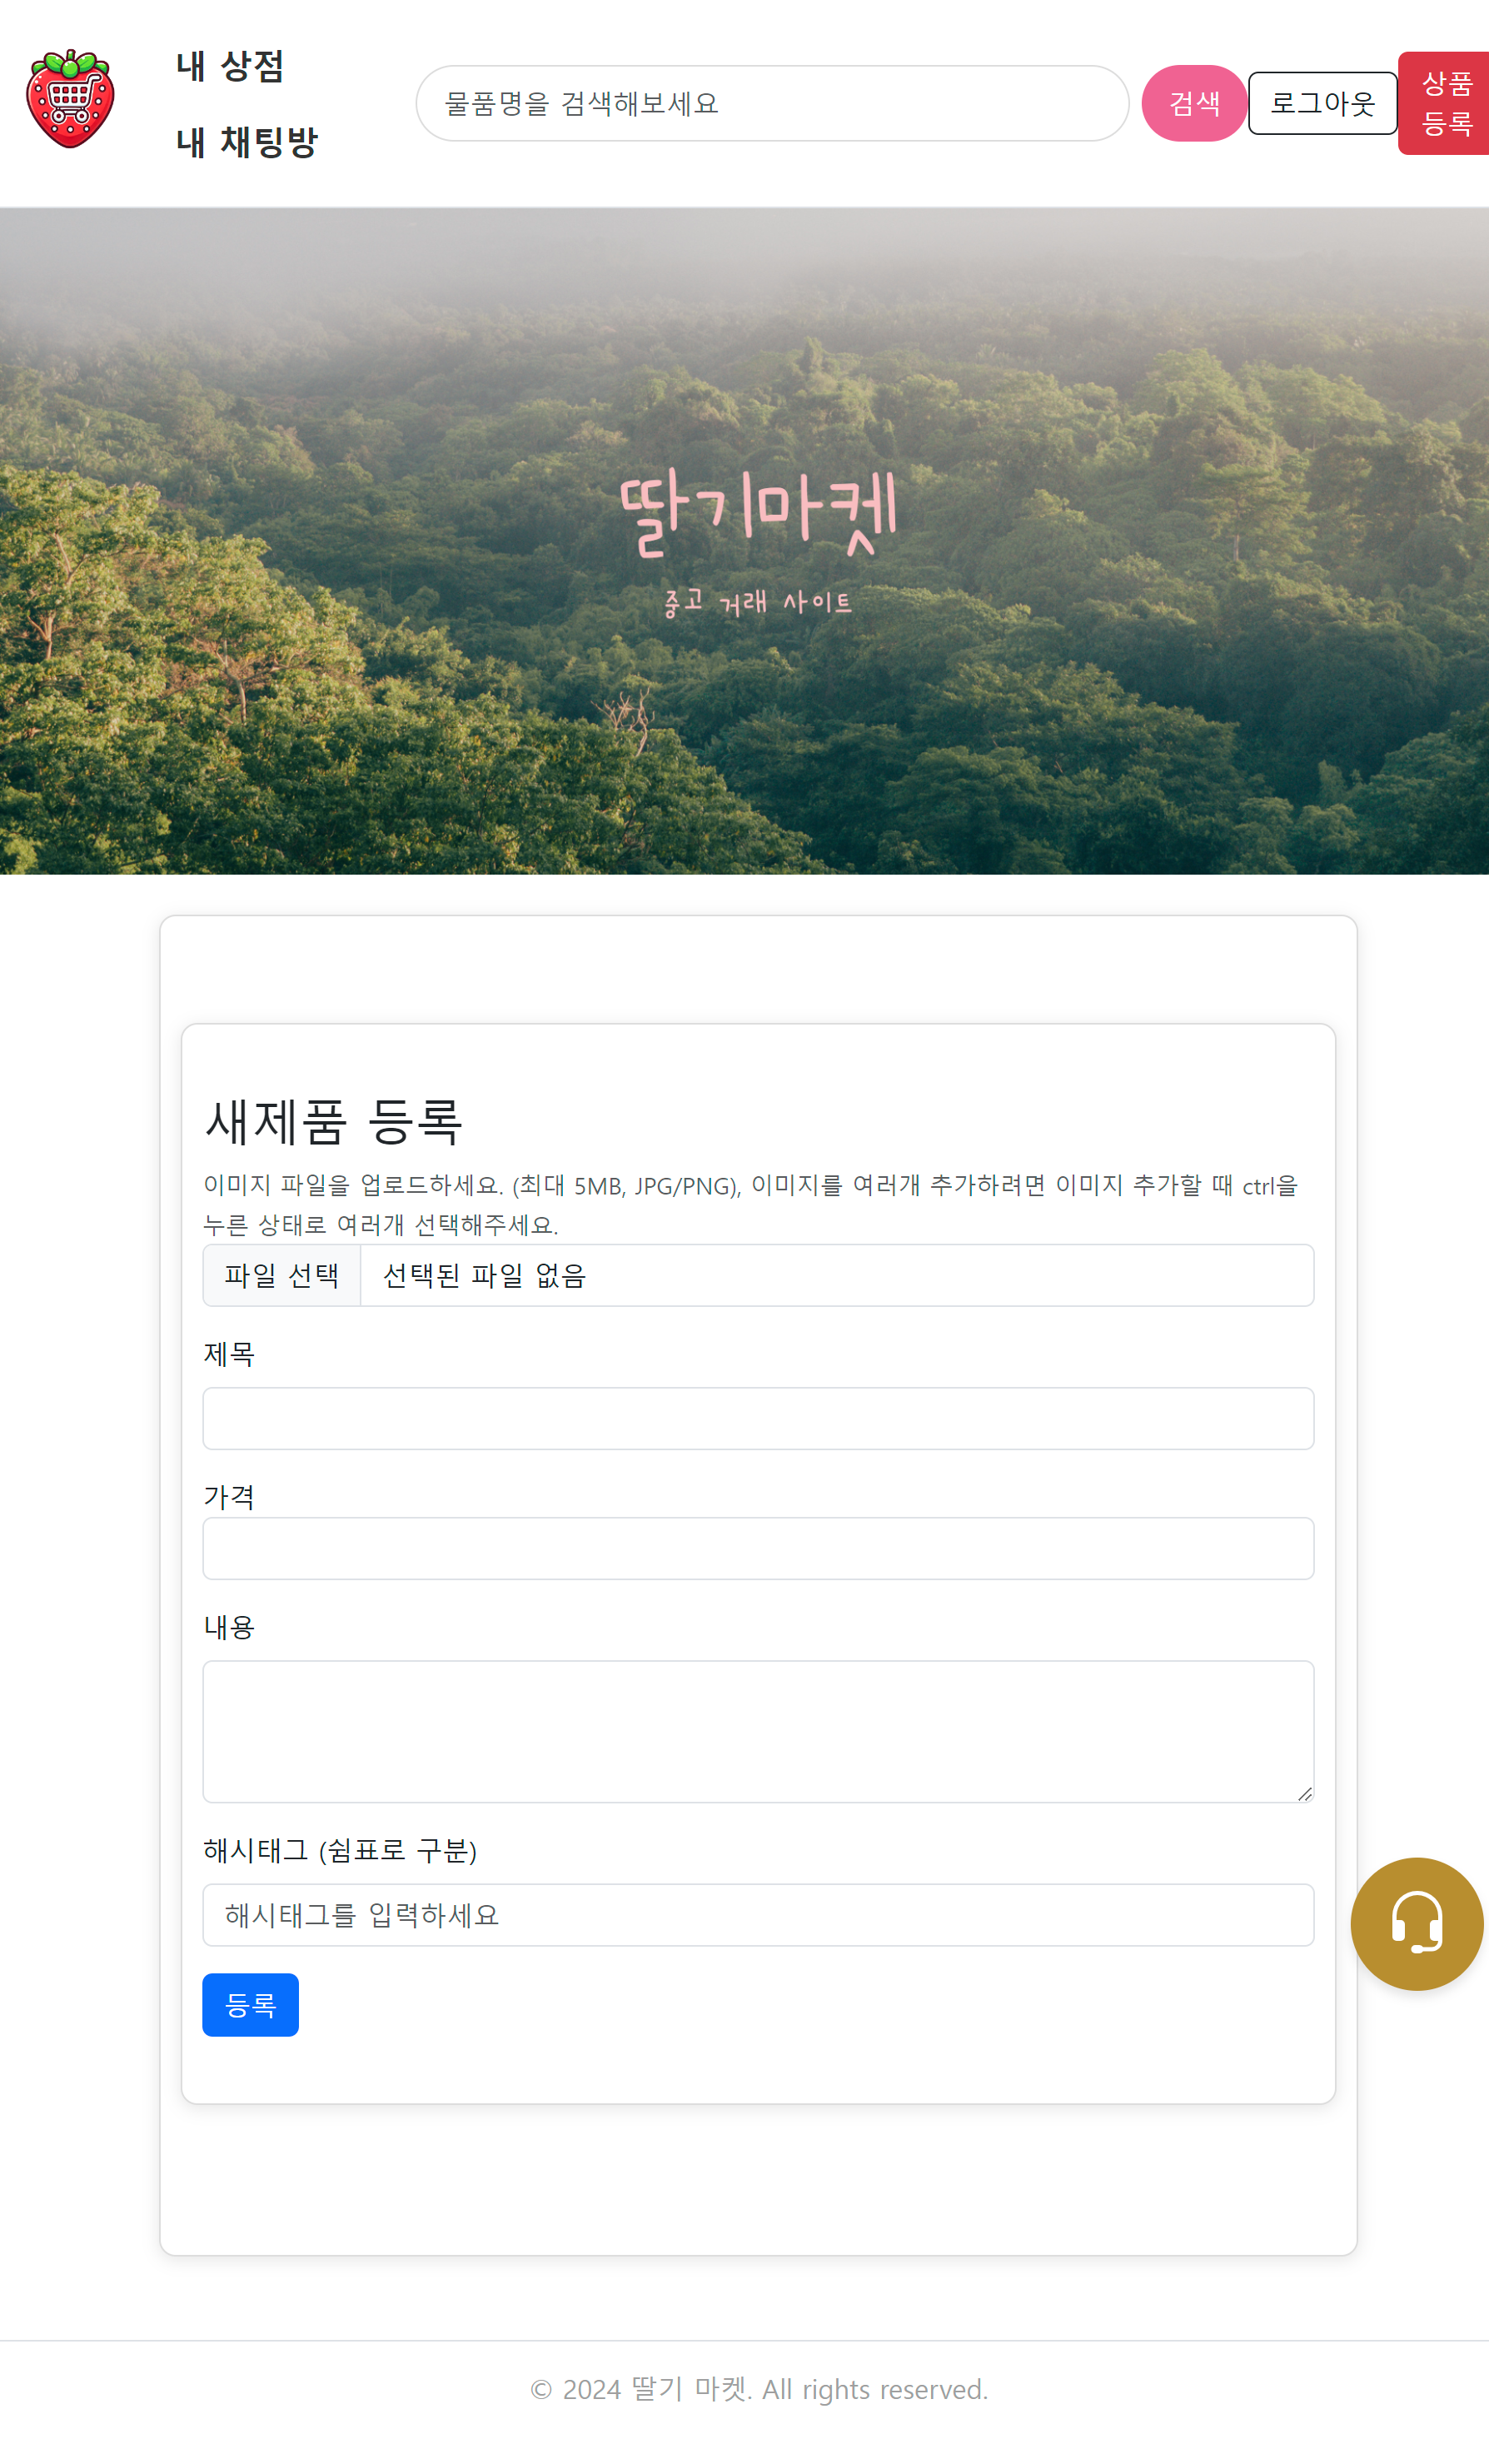 내 상점
내 채팅방
물품명을 검색해보세요
검색
로그아웃
상품
등록
딸기마켓
중고 거래 사이트
새제품 등록
이미지 파일을 업로드하세요. (최대 5MB, JPG/PNG), 이미지를 여러개 추가하려면 이미지 추가할 때 ctrl을
누른 상태로 여러개 선택해주세요.
파일 선택 선택된 파일 없음
제목
가격
내용
해시태그 (쉼표로 구분)
해시태그를 입력하세요
등록
© 2024 딸기 마켓. All rights reserved.